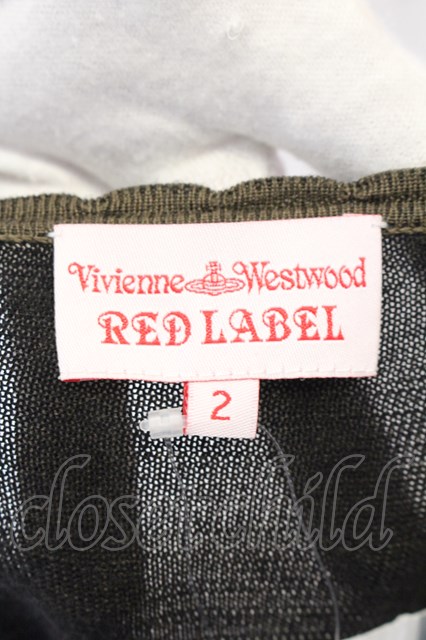 Vivienne Westwood
RED LABEL
2
closet child